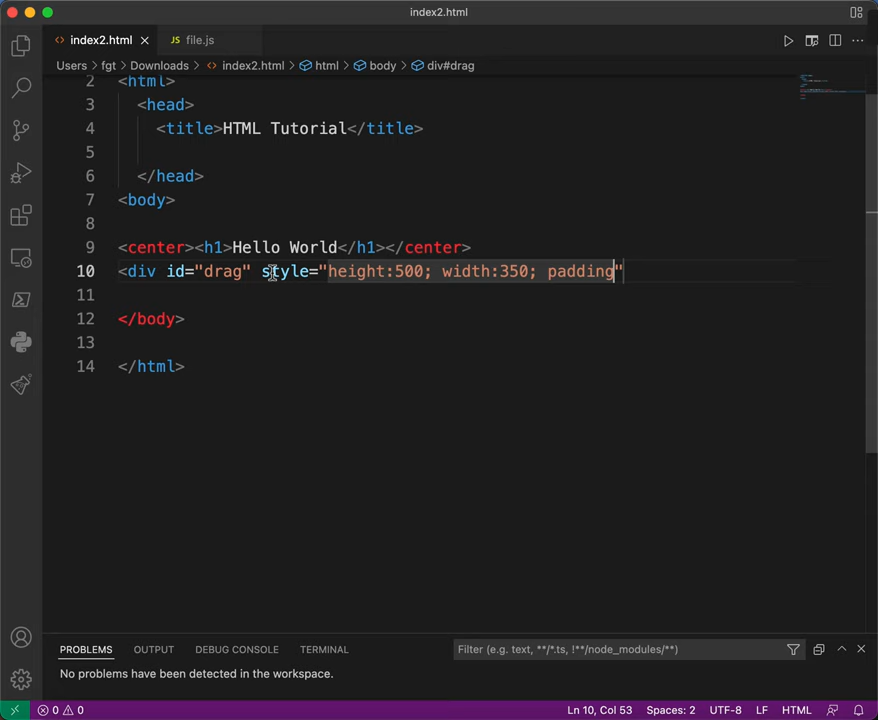 index2.html
index2.html
JS file.js
Users > fgt > Downloads > index2.html > html > body > div#drag
2 <html>
3 <head>
4 <title>HTML Tutorial</title>
5
6 </head>
7 <body>
8
9 <center><h1>Hello World</h1></center>
10 <div id="drag" style="height:500; width:350; padding"
11
12 </body>
13
14 </html>
PROBLEMS OUTPUT DEBUG CONSOLE TERMINAL Filter (e.g. text, **/*.ts, !**/node_modules/**)
No problems have been detected in the workspace.
0 0 Ln 10, Col 53 Spaces: 2 UTF-8 LF HTML